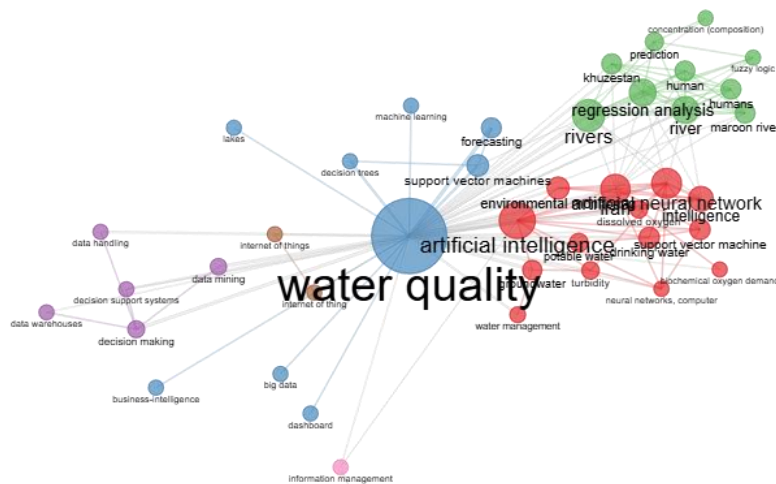 concentration (composition)
prediction
fuzzy logic
khuzestan
human
humans
machine learning
regression analysis
maroon river
river
lakes
forecasting
rivers
decision trees
support vector machines
environmental
artificial neural network
iran
intelligence
dissolved oxygen
data handling
internet of things
artificial intelligence
support vector machine
drinking water
potable water
data mining
water quality
groundwater
turbidity
biochemical oxygen demand
decision support systems
internet of thing
neural networks, computer
data warehouses
water management
decision making
big data
business-intelligence
dashboard
information management